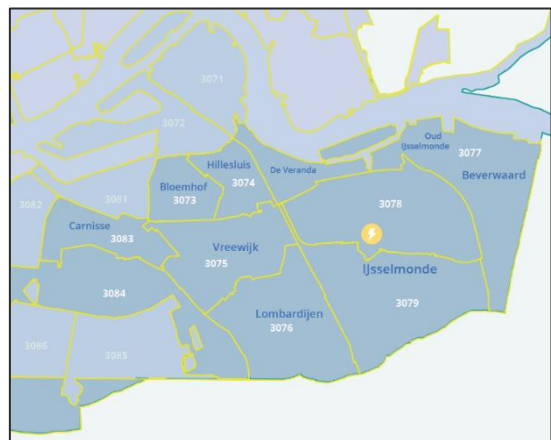 3071
3072
Oud
IJsselmonde
3077
Hillesluis
3074
De Veranda
Beverwaard
Bloemhof
3073
3081
3082
3078
Carnisse
3083
Vreewijk
3075
IJsselmonde
3084
3079
Lombardijen
3076
3086
3085